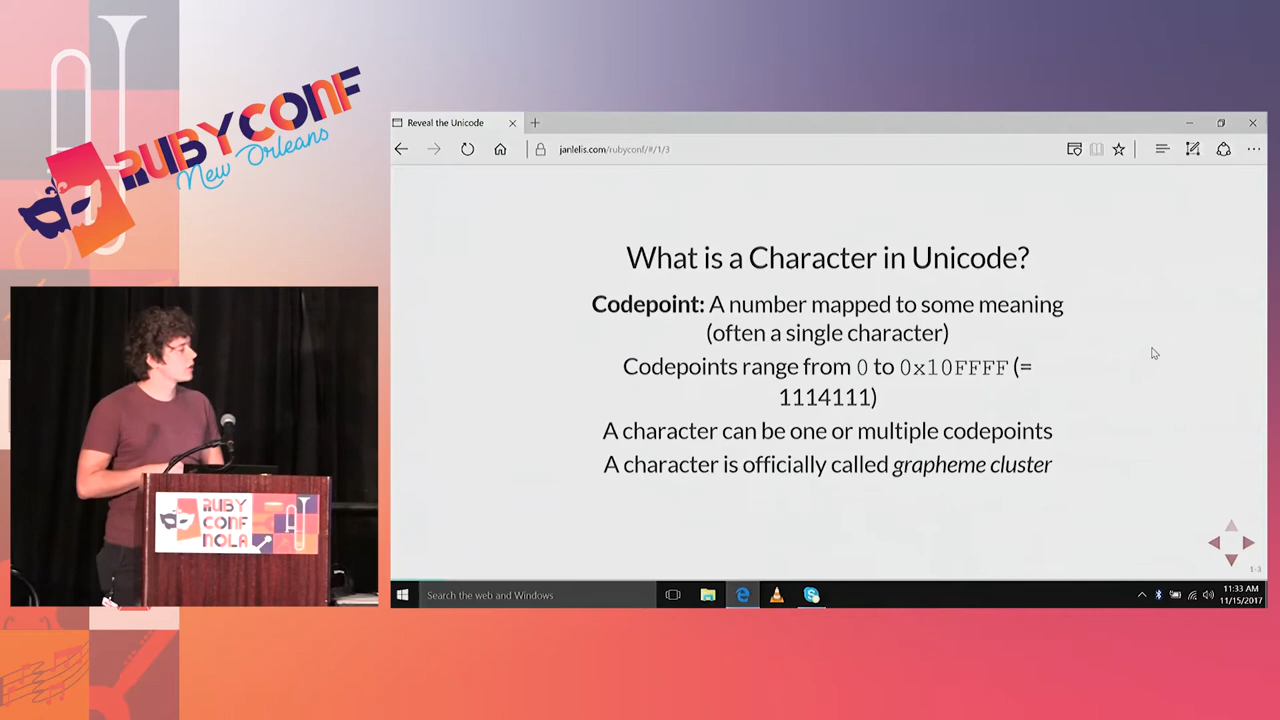 RUBYCONF
New Orleans
Reveal the Unicode
janlelis.com/rubyconf/#/1/3
What is a Character in Unicode?
Codepoint: A number mapped to some meaning
(often a single character)
Codepoints range from 0 to 0x10FFFF (=
1114111)
A character can be one or multiple codepoints
A character is officially called grapheme cluster
1-3
Search the web and Windows
11:33 AM
11/15/2017
RUBY
CONF
NOLA